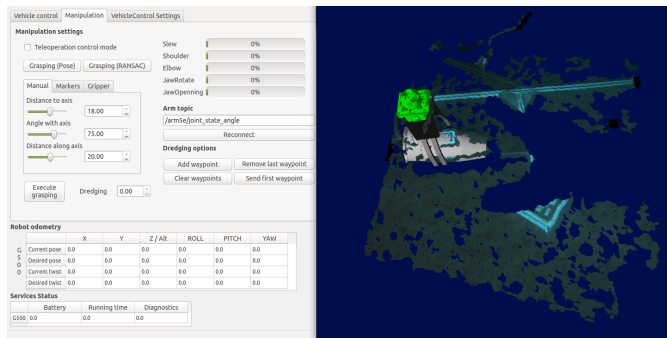 Vehicle control Manipulation VehicleControl Settings
Manipulation settings
Teleoperation control mode
Grasping (Pose) Grasping (RANSAC)
Manual Markers Gripper
Distance to axis
18.00
Angle with axis
75.00
Distance along axis
20.00
Execute grasping
Dredging 0.00
Slew 0%
Shoulder 0%
Elbow 0%
JawRotate 0%
JawOpenning 0%
Arm topic
/arm5e/joint_state_angle
Reconnect
Dredging options
Add waypoint Remove last waypoint
Clear waypoints Send first waypoint
Robot odometry
X Y Z / Alt ROLL PITCH YAW
G500
Current pose 0.0 0.0 0.0 0.0 0.0 0.0
Desired pose 0.0 0.0 0.0 0.0 0.0 0.0
Current twist 0.0 0.0 0.0 0.0 0.0 0.0
Desired twist 0.0 0.0 0.0 0.0 0.0 0.0
Services Status
Battery Running time Diagnostics
G500 0.0 0.0 0.0